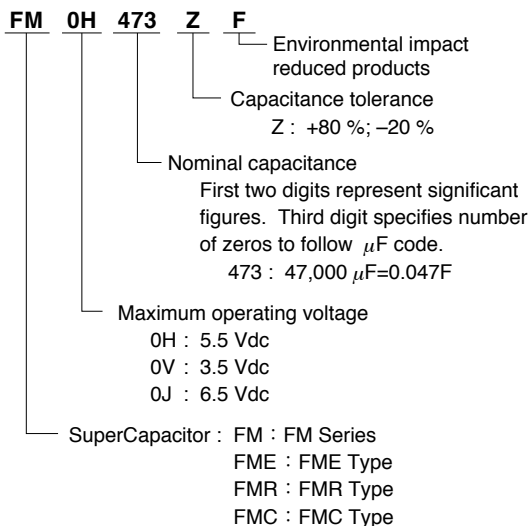 FM 0H 473 Z F
Environmental impact
reduced products
Capacitance tolerance
Z : +80 %; –20 %
Nominal capacitance
First two digits represent significant
figures. Third digit specifies number
of zeros to follow μF code.
473 : 47,000 μF=0.047F
Maximum operating voltage
0H : 5.5 Vdc
0V : 3.5 Vdc
0J : 6.5 Vdc
SuperCapacitor : FM : FM Series
FME : FME Type
FMR : FMR Type
FMC : FMC Type